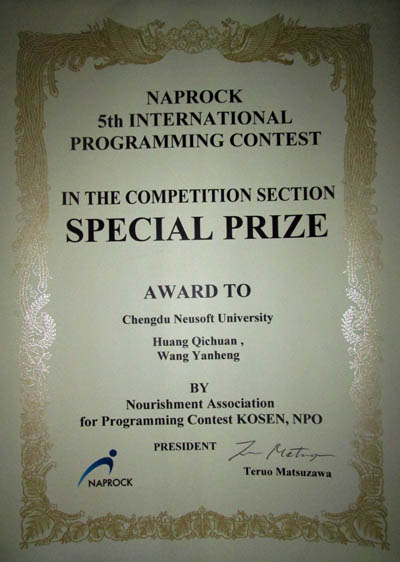 NAPROCK
5th INTERNATIONAL
PROGRAMMING CONTEST
IN THE COMPETITION SECTION
SPECIAL PRIZE
AWARD TO
Chengdu Neusoft University
Huang Qichuan ,
Wang Yanheng
BY
Nourishment Association
for Programming Contest KOSEN, NPO
PRESIDENT
Teruo Matsuzawa
NAPROCK